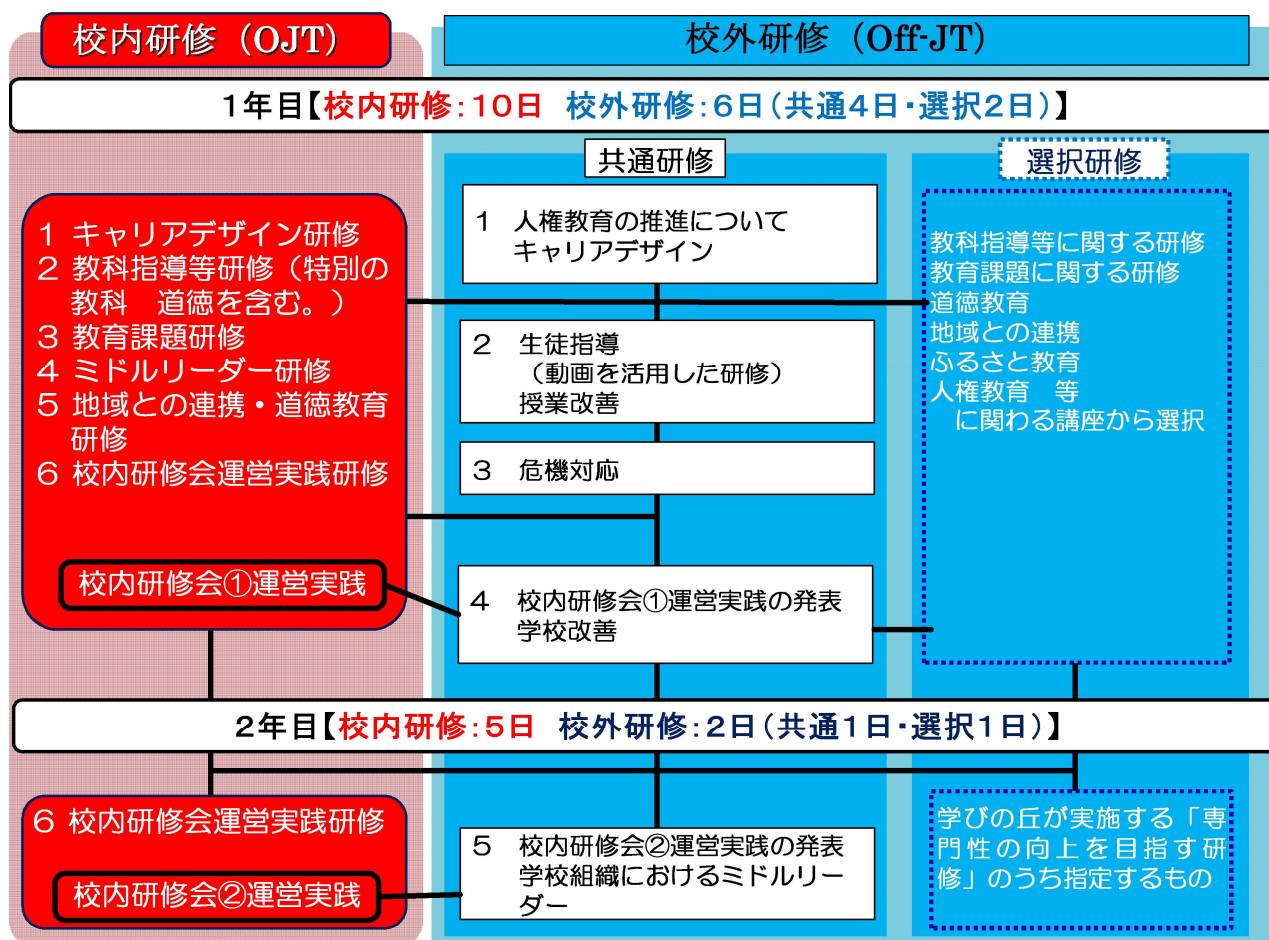 校内研修（OJT）
校外研修（Off-JT）
1年目【校内研修：10日　校外研修：6日（共通4日・選択2日）】
1 キャリアデザイン研修
2 教科指導等研修（特別の
教科　道徳を含む。）
3 教育課題研修
4 ミドルリーダー研修
5 地域との連携・道徳教育
研修
6 校内研修会運営実践研修
校内研修会①運営実践
共通研修
1　人権教育の推進について
キャリアデザイン
2　生徒指導
（動画を活用した研修）
授業改善
3　危機対応
4　校内研修会①運営実践の発表
学校改善
選択研修
教科指導等に関する研修
教育課題に関する研修
道徳教育
地域との連携
ふるさと教育
人権教育　等
に関わる講座から選択
2年目【校内研修：5日　校外研修：2日（共通1日・選択1日）】
6 校内研修会運営実践研修
校内研修会②運営実践
5　校内研修会②運営実践の発表
学校組織におけるミドルリー
ダー
学びの丘が実施する「専
門性の向上を目指す研
修」のうち指定するもの